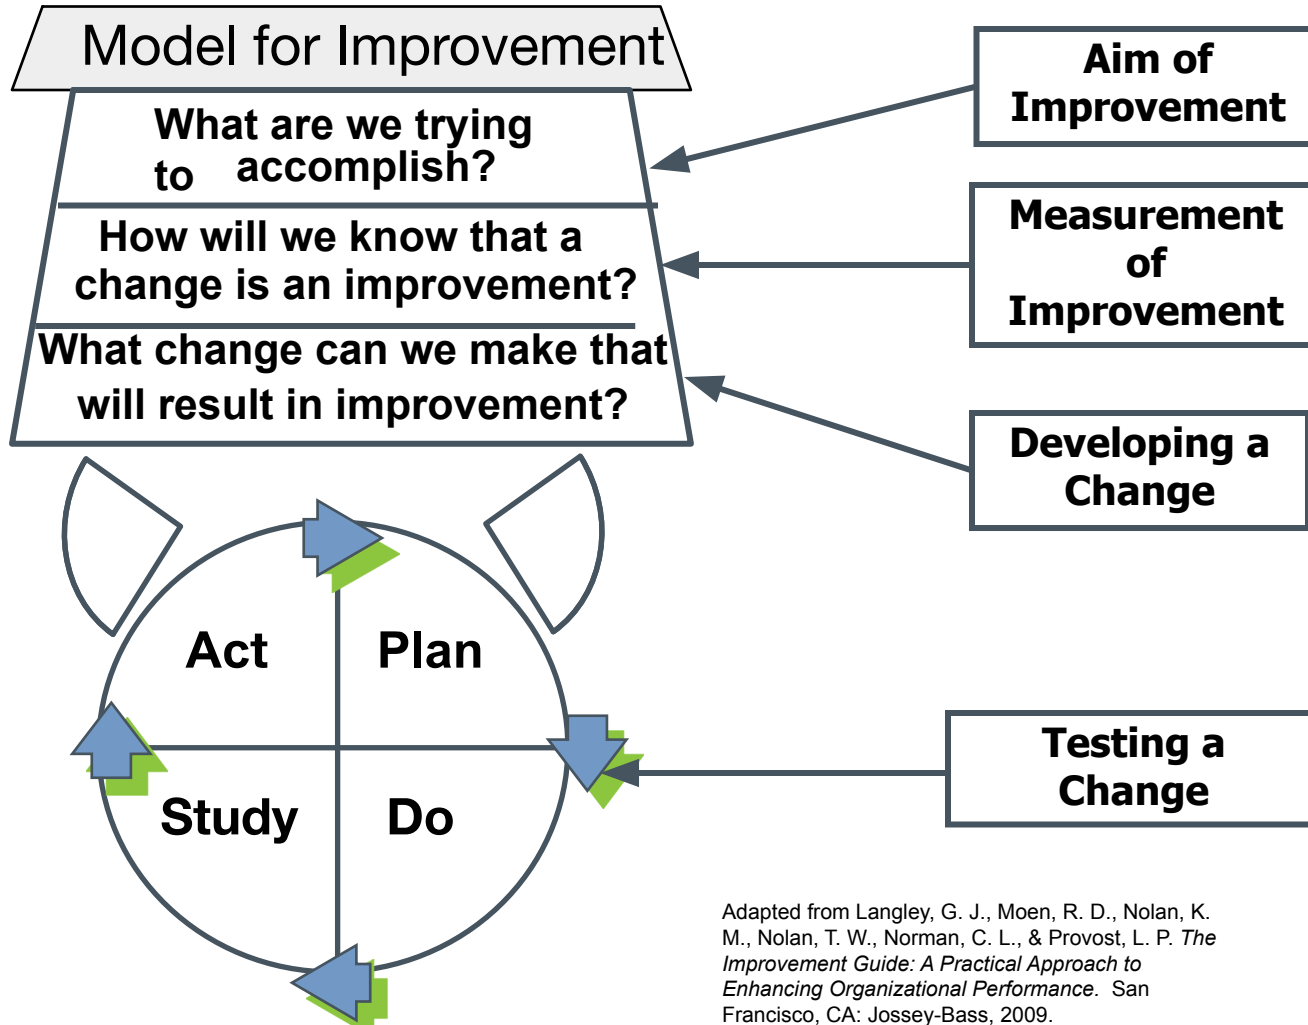 Model for Improvement
What are we trying
to accomplish?
How will we know that a
change is an improvement?
What change can we make that
will result in improvement?
Aim of
Improvement
Measurement
of
Improvement
Developing a
Change
Act
Plan
Study
Do
Testing a
Change
Adapted from Langley, G. J., Moen, R. D., Nolan, K.
M., Nolan, T. W., Norman, C. L., & Provost, L. P. The
Improvement Guide: A Practical Approach to
Enhancing Organizational Performance. San
Francisco, CA: Jossey-Bass, 2009.